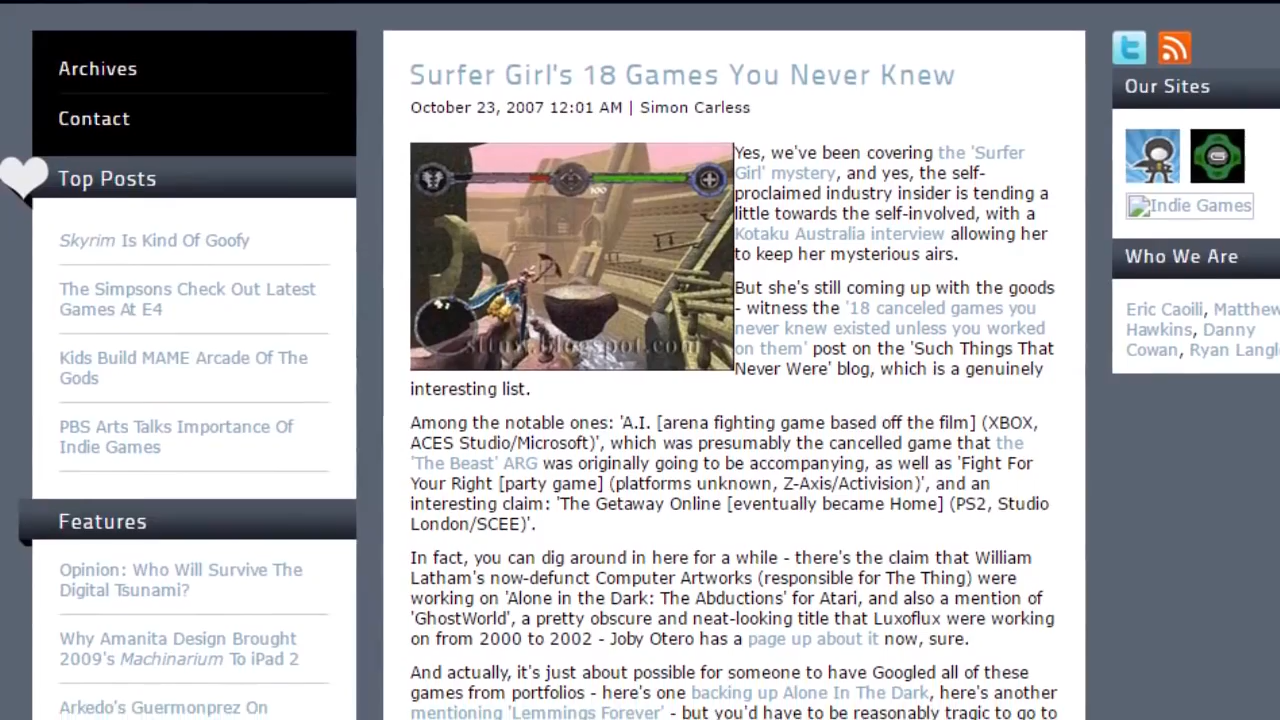 Archives
Contact
Top Posts
Skyrim Is Kind Of Goofy
The Simpsons Check Out Latest
Games At E4
Kids Build MAME Arcade Of The
Gods
PBS Arts Talks Importance Of
Indie Games
Features
Opinion: Who Will Survive The
Digital Tsunami?
Why Amanita Design Brought
2009's Machinarium To iPad 2
Arkedo's Guermonprez On
Surfer Girl's 18 Games You Never Knew
October 23, 2007 12:01 AM | Simon Carless
100
Yes, we've been covering the 'Surfer
Girl' mystery, and yes, the self-
proclaimed industry insider is tending a
little towards the self-involved, with a
Kotaku Australia interview allowing her
to keep her mysterious airs.
But she's still coming up with the goods
- witness the '18 canceled games you
never knew existed unless you worked
on them' post on the 'Such Things That
Never Were' blog, which is a genuinely
interesting list.
Among the notable ones: 'A.I. [arena fighting game based off the film] (XBOX,
ACES Studio/Microsoft)', which was presumably the cancelled game that the
'The Beast' ARG was originally going to be accompanying, as well as 'Fight For
Your Right [party game] (platforms unknown, Z-Axis/Activision)', and an
interesting claim: 'The Getaway Online [eventually became Home] (PS2, Studio
London/SCEE)'.
In fact, you can dig around in here for a while - there's the claim that William
Latham's now-defunct Computer Artworks (responsible for The Thing) were
working on 'Alone in the Dark: The Abductions' for Atari, and also a mention of
'GhostWorld', a pretty obscure and neat-looking title that Luxoflux were working
on from 2000 to 2002 - Joby Otero has a page up about it now, sure.
And actually, it's just about possible for someone to have Googled all of these
games from portfolios - here's one backing up Alone In The Dark, here's another
mentioning 'Lemmings Forever' - but you'd have to be reasonably tragic to go to
Our Sites
Indie Games
Who We Are
Eric Caoili, Matthew
Hawkins, Danny
Cowan, Ryan Langl